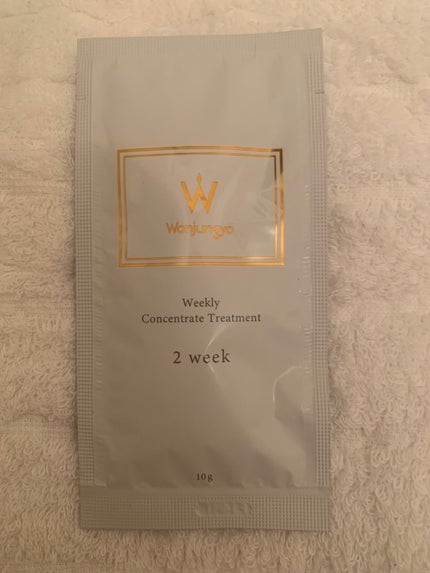 W
Wonjungyo
Weekly
Concentrate Treatment
2 week
10g